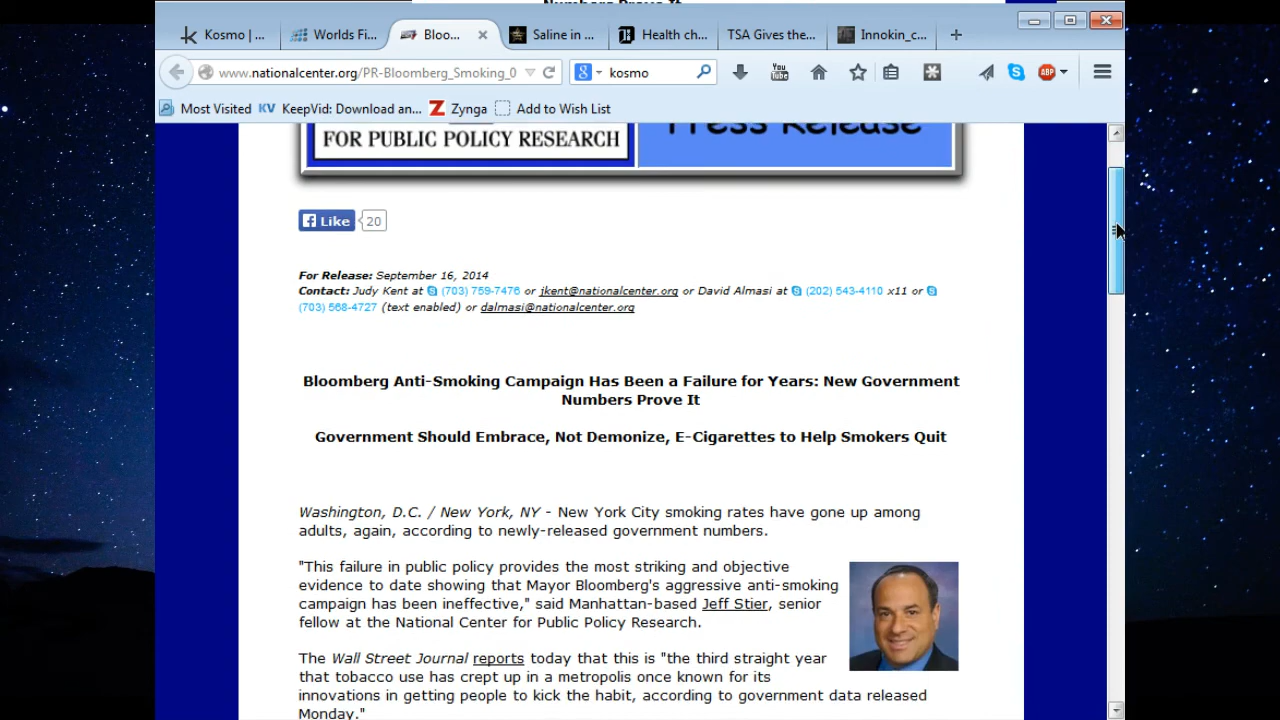 Numbers Prove It
Kosmo | ...
Worlds Fi...
Bloo...
Saline in ...
Health ch...
TSA Gives the...
Innokin_c...
www.nationalcenter.org/PR-Bloomberg_Smoking_0
kosmo
You
Tube
ABP
Most Visited
KV KeepVid: Download an...
Z Zynga
Add to Wish List
FOR PUBLIC POLICY RESEARCH
Press Release
Like 20
For Release: September 16, 2014
Contact: Judy Kent at (703) 759-7476 or jkent@nationalcenter.org or David Almasi at (202) 543-4110 x11 or
(703) 568-4727 (text enabled) or dalmasi@nationalcenter.org
Bloomberg Anti-Smoking Campaign Has Been a Failure for Years: New Government
Numbers Prove It
Government Should Embrace, Not Demonize, E-Cigarettes to Help Smokers Quit
Washington, D.C. / New York, NY - New York City smoking rates have gone up among
adults, again, according to newly-released government numbers.
"This failure in public policy provides the most striking and objective
evidence to date showing that Mayor Bloomberg's aggressive anti-smoking
campaign has been ineffective," said Manhattan-based Jeff Stier, senior
fellow at the National Center for Public Policy Research.
The Wall Street Journal reports today that this is "the third straight year
that tobacco use has crept up in a metropolis once known for its
innovations in getting people to kick the habit, according to government data released
Monday."